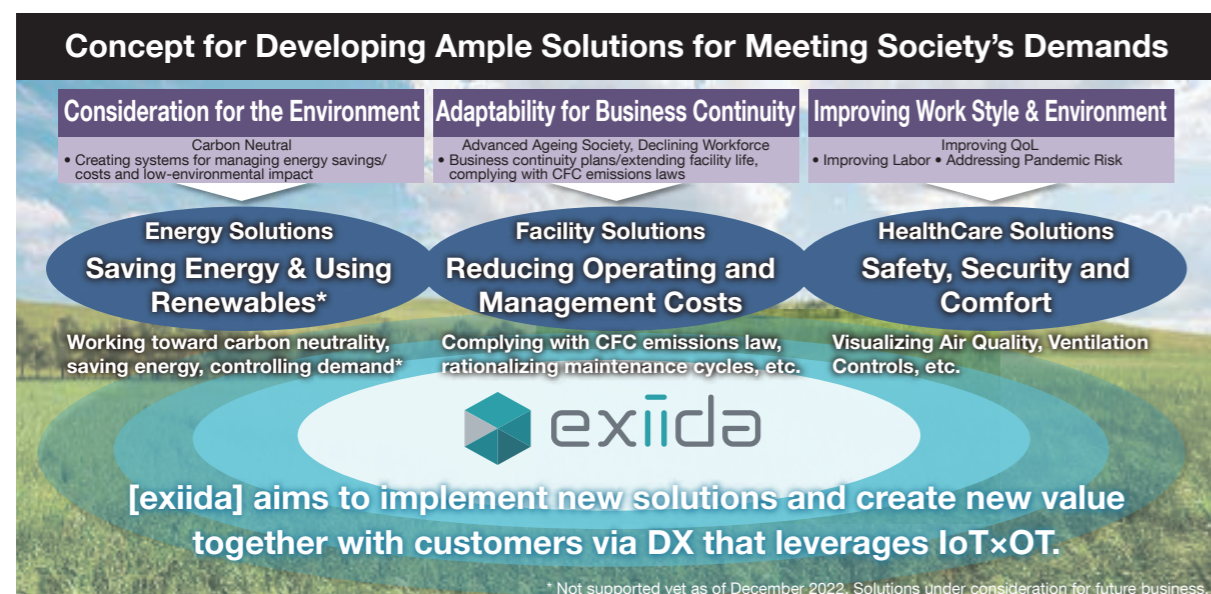 Concept for Developing Ample Solutions for Meeting Society's Demands
Consideration for the Environment
Carbon Neutral
• Creating systems for managing energy savings/
costs and low-environmental impact
Adaptability for Business Continuity
Advanced Ageing Society, Declining Workforce
• Business continuity plans/extending facility life,
complying with CFC emissions laws
Improving Work Style & Environment
Improving QoL
• Improving Labor • Addressing Pandemic Risk
Energy Solutions
Saving Energy & Using
Renewables*
Working toward carbon neutrality,
saving energy, controlling demand*
Facility Solutions
Reducing Operating and
Management Costs
Complying with CFC emissions law,
rationalizing maintenance cycles, etc.
HealthCare Solutions
Safety, Security and
Comfort
Visualizing Air Quality, Ventilation
Controls, etc.
exīida
[exiida] aims to implement new solutions and create new value
together with customers via DX that leverages IoT×OT.
* Not supported yet as of December 2022. Solutions under consideration for future business.